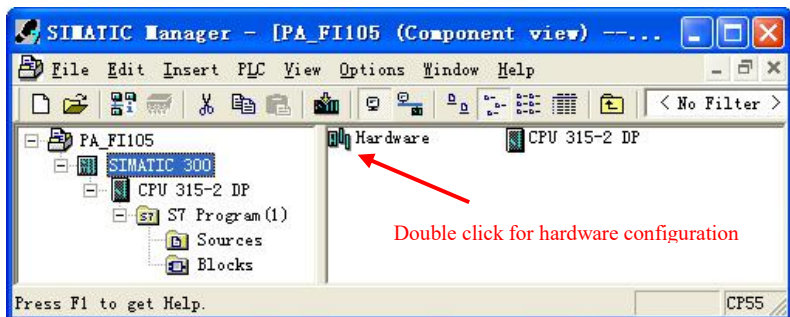 SIMATIC Manager - [PA_FI105 (Component view) --...
File Edit Insert PLC View Options Window Help
< No Filter >
PA_FI105
SIMATIC 300
CPU 315-2 DP
S7 Program(1)
Sources
Blocks
Hardware CPU 315-2 DP
Double click for hardware configuration
Press F1 to get Help. CP55